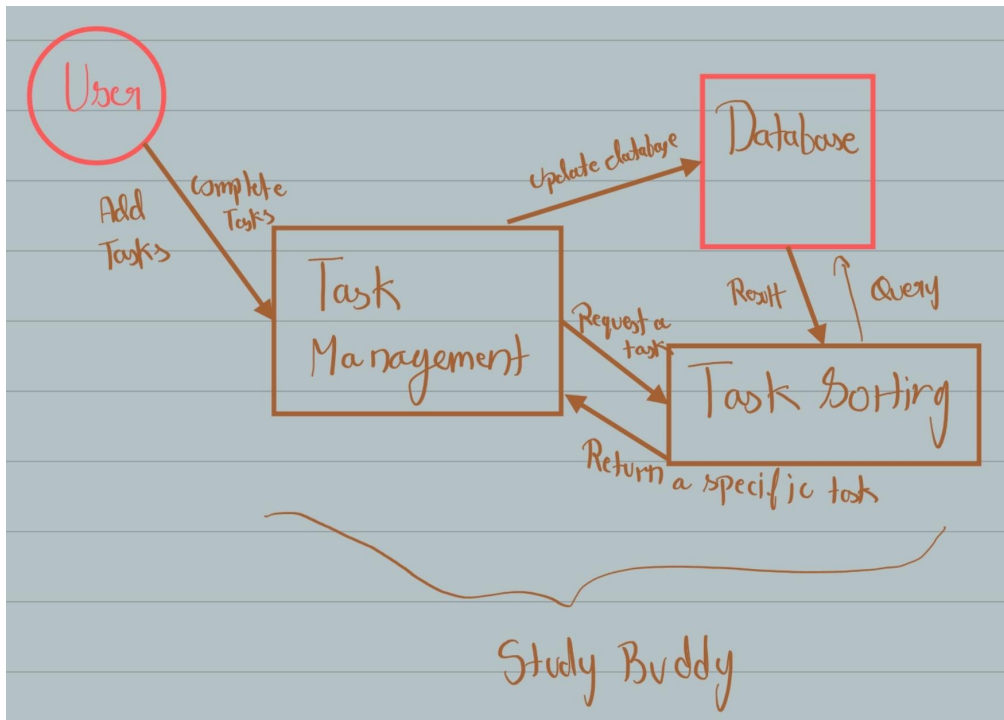 User
Add
Tasks
Complete
Tasks
Update database
Database
Task
Management
Request a
task
Result
Query
Task Sorting
Return a specific task
Study Buddy